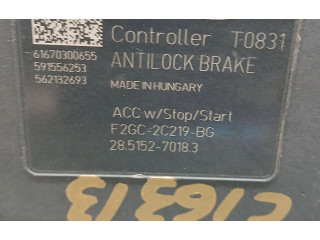 Controller T0831
ANTILOCK BRAKE
61670300655
591556253
562132693
MADE IN HUNGARY
ACC w/Stop/Start
F2GC-2C219-BG
28.5152-7018.3
C16313